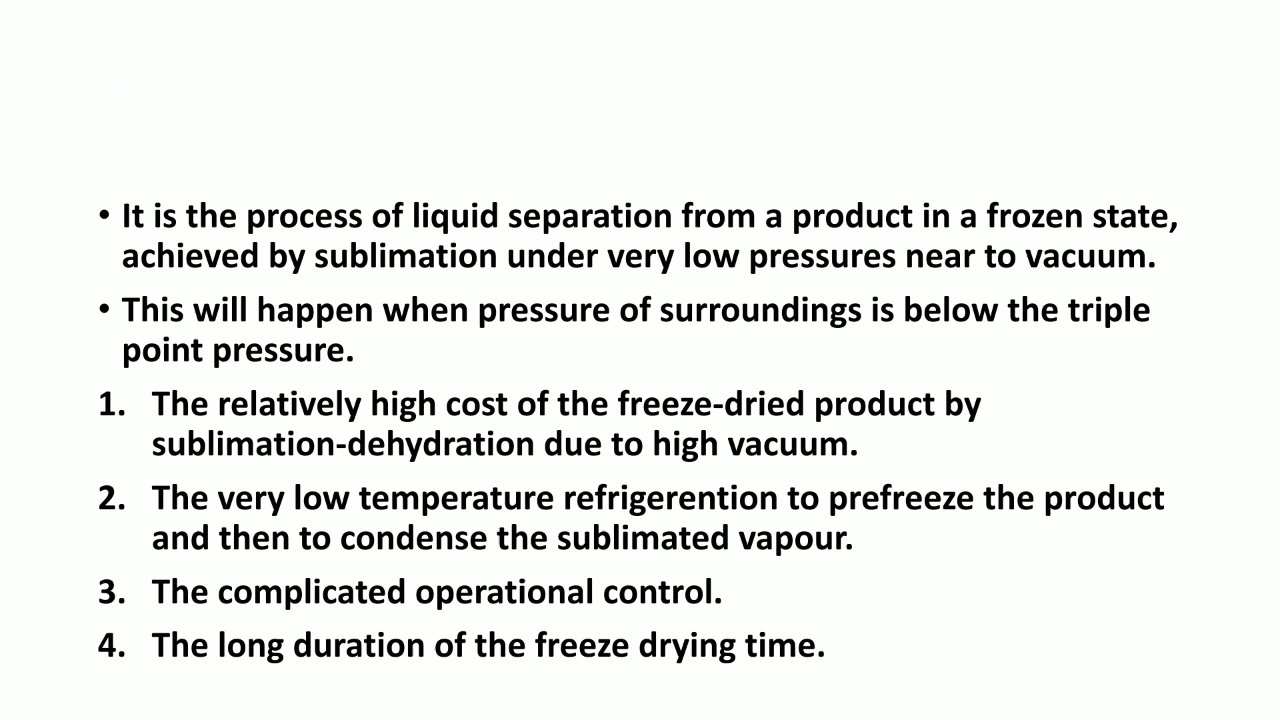 • It is the process of liquid separation from a product in a frozen state,
achieved by sublimation under very low pressures near to vacuum.
• This will happen when pressure of surroundings is below the triple
point pressure.
1. The relatively high cost of the freeze-dried product by
sublimation-dehydration due to high vacuum.
2. The very low temperature refrigerention to prefreeze the product
and then to condense the sublimated vapour.
3. The complicated operational control.
4. The long duration of the freeze drying time.